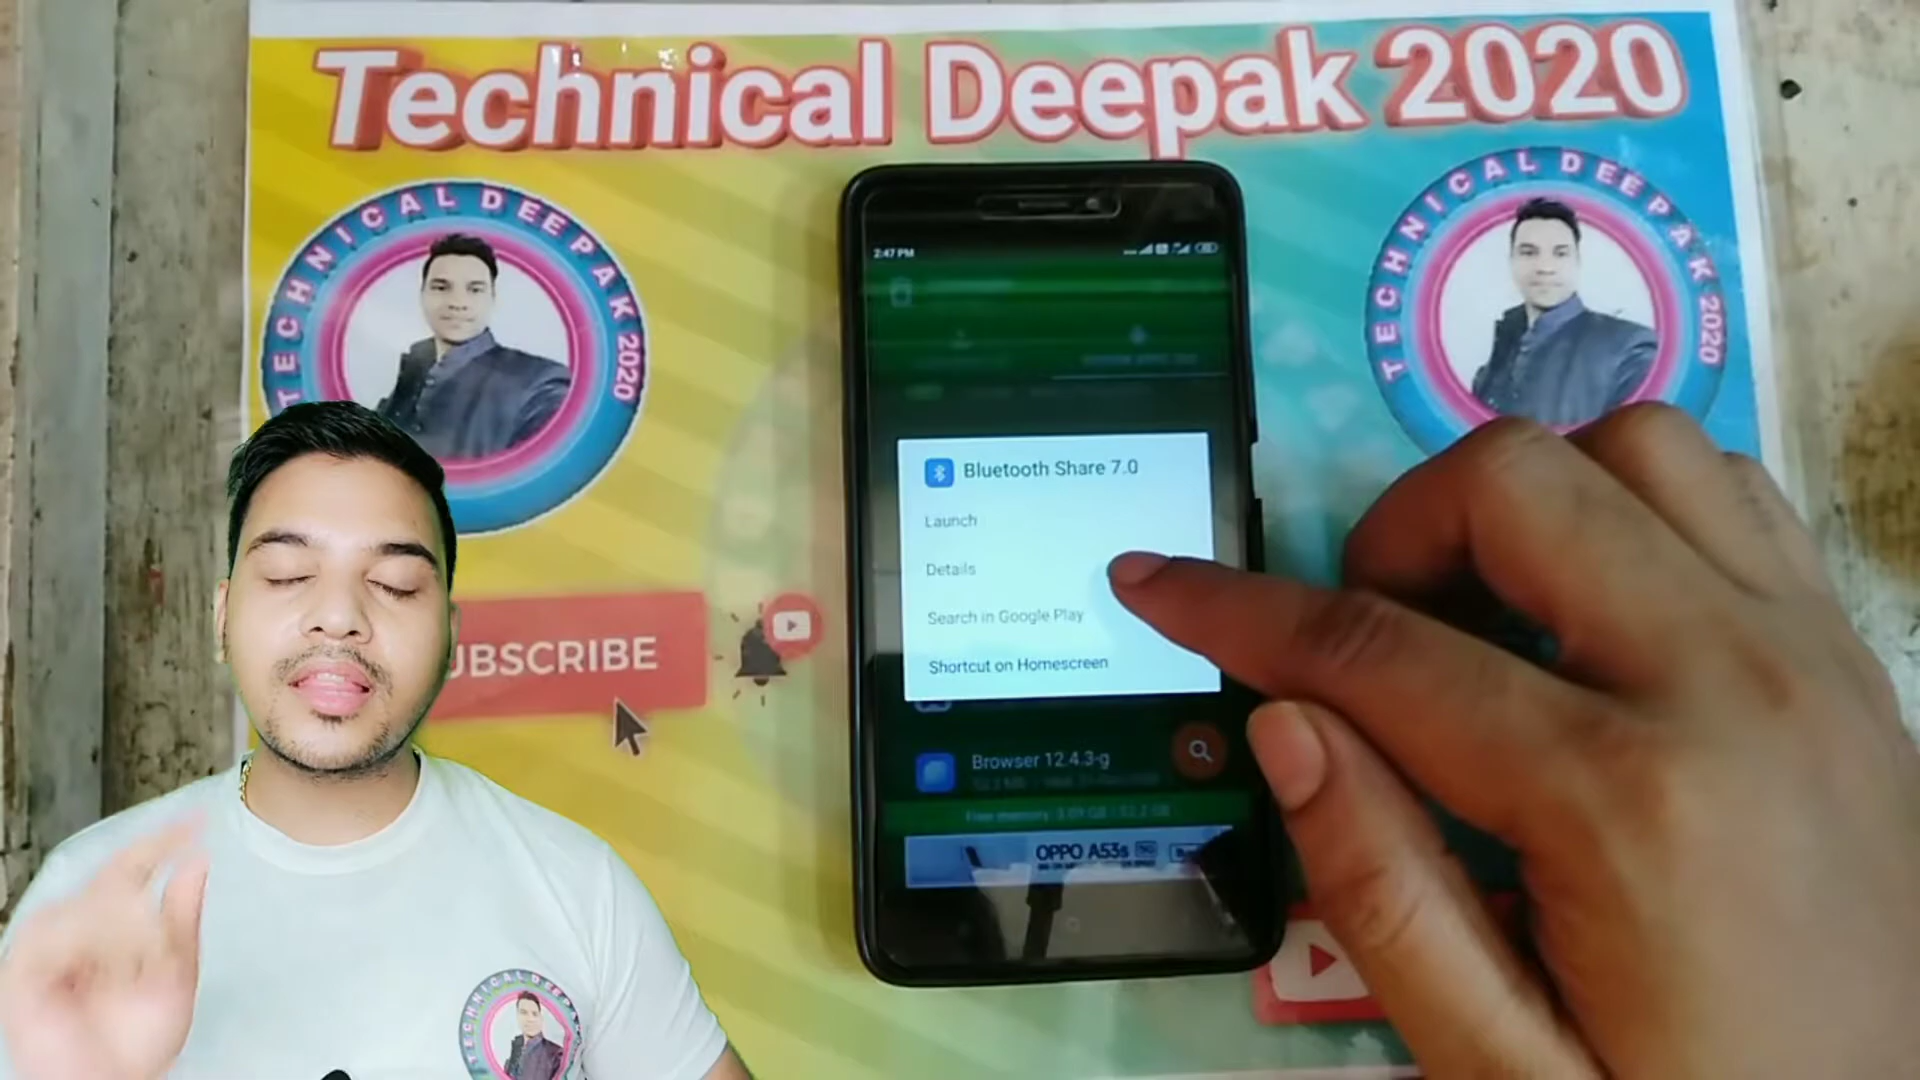 Technical Deepak 2020
TECHNICAL DEEPAK 2020
TECHNICAL DEEPAK 2020
2:47 PM
Bluetooth Share 7.0
Launch
Details
Search in Google Play
Shortcut on Homescreen
UBSCRIBE
Browser 12.4.3-g
OPPO A53s 5G